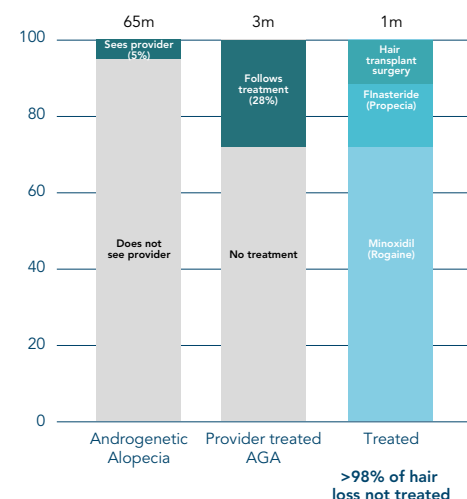 65m
3m
1m
100
80
60
40
20
0
Sees provider
(5%)
Does not
see provider
Follows
treatment
(28%)
No treatment
Hair
transplant
surgery
FInasteride
(Propecia)
Minoxidil
(Rogaine)
Androgenetic
Alopecia
Provider treated
AGA
Treated
>98% of hair
loss not treated